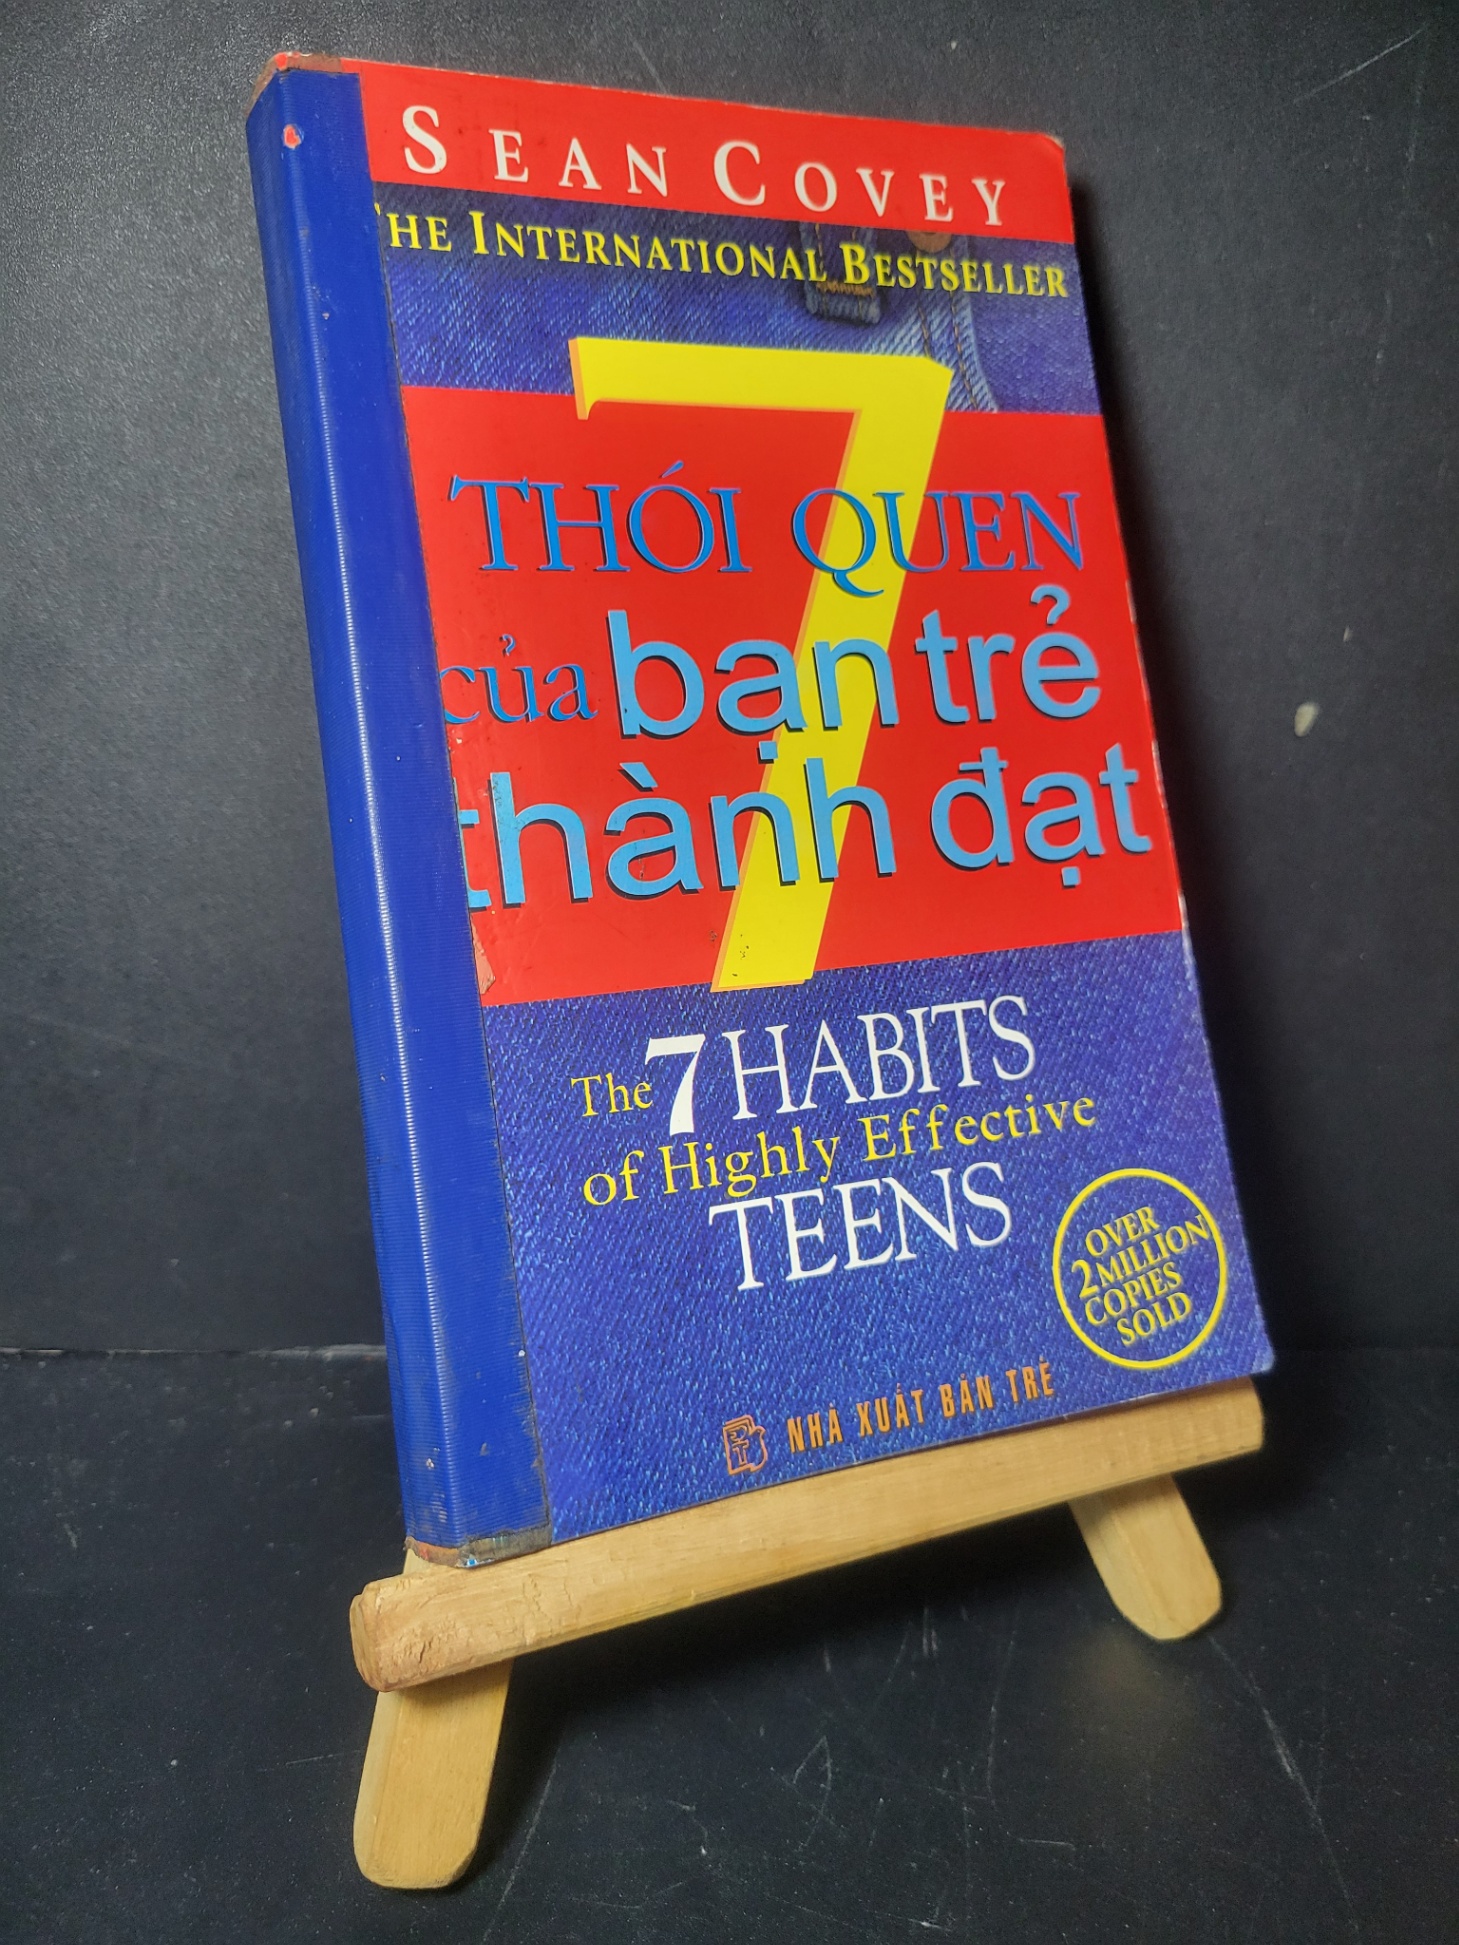 SEAN COVEY
THE INTERNATIONAL BESTSELLER
7
THÓI QUEN
của bạn trẻ
thành đạt
The 7 HABITS
of Highly Effective
TEENS
OVER
2 MILLION
COPIES
SOLD
NHÀ XUẤT BẢN TRẺ